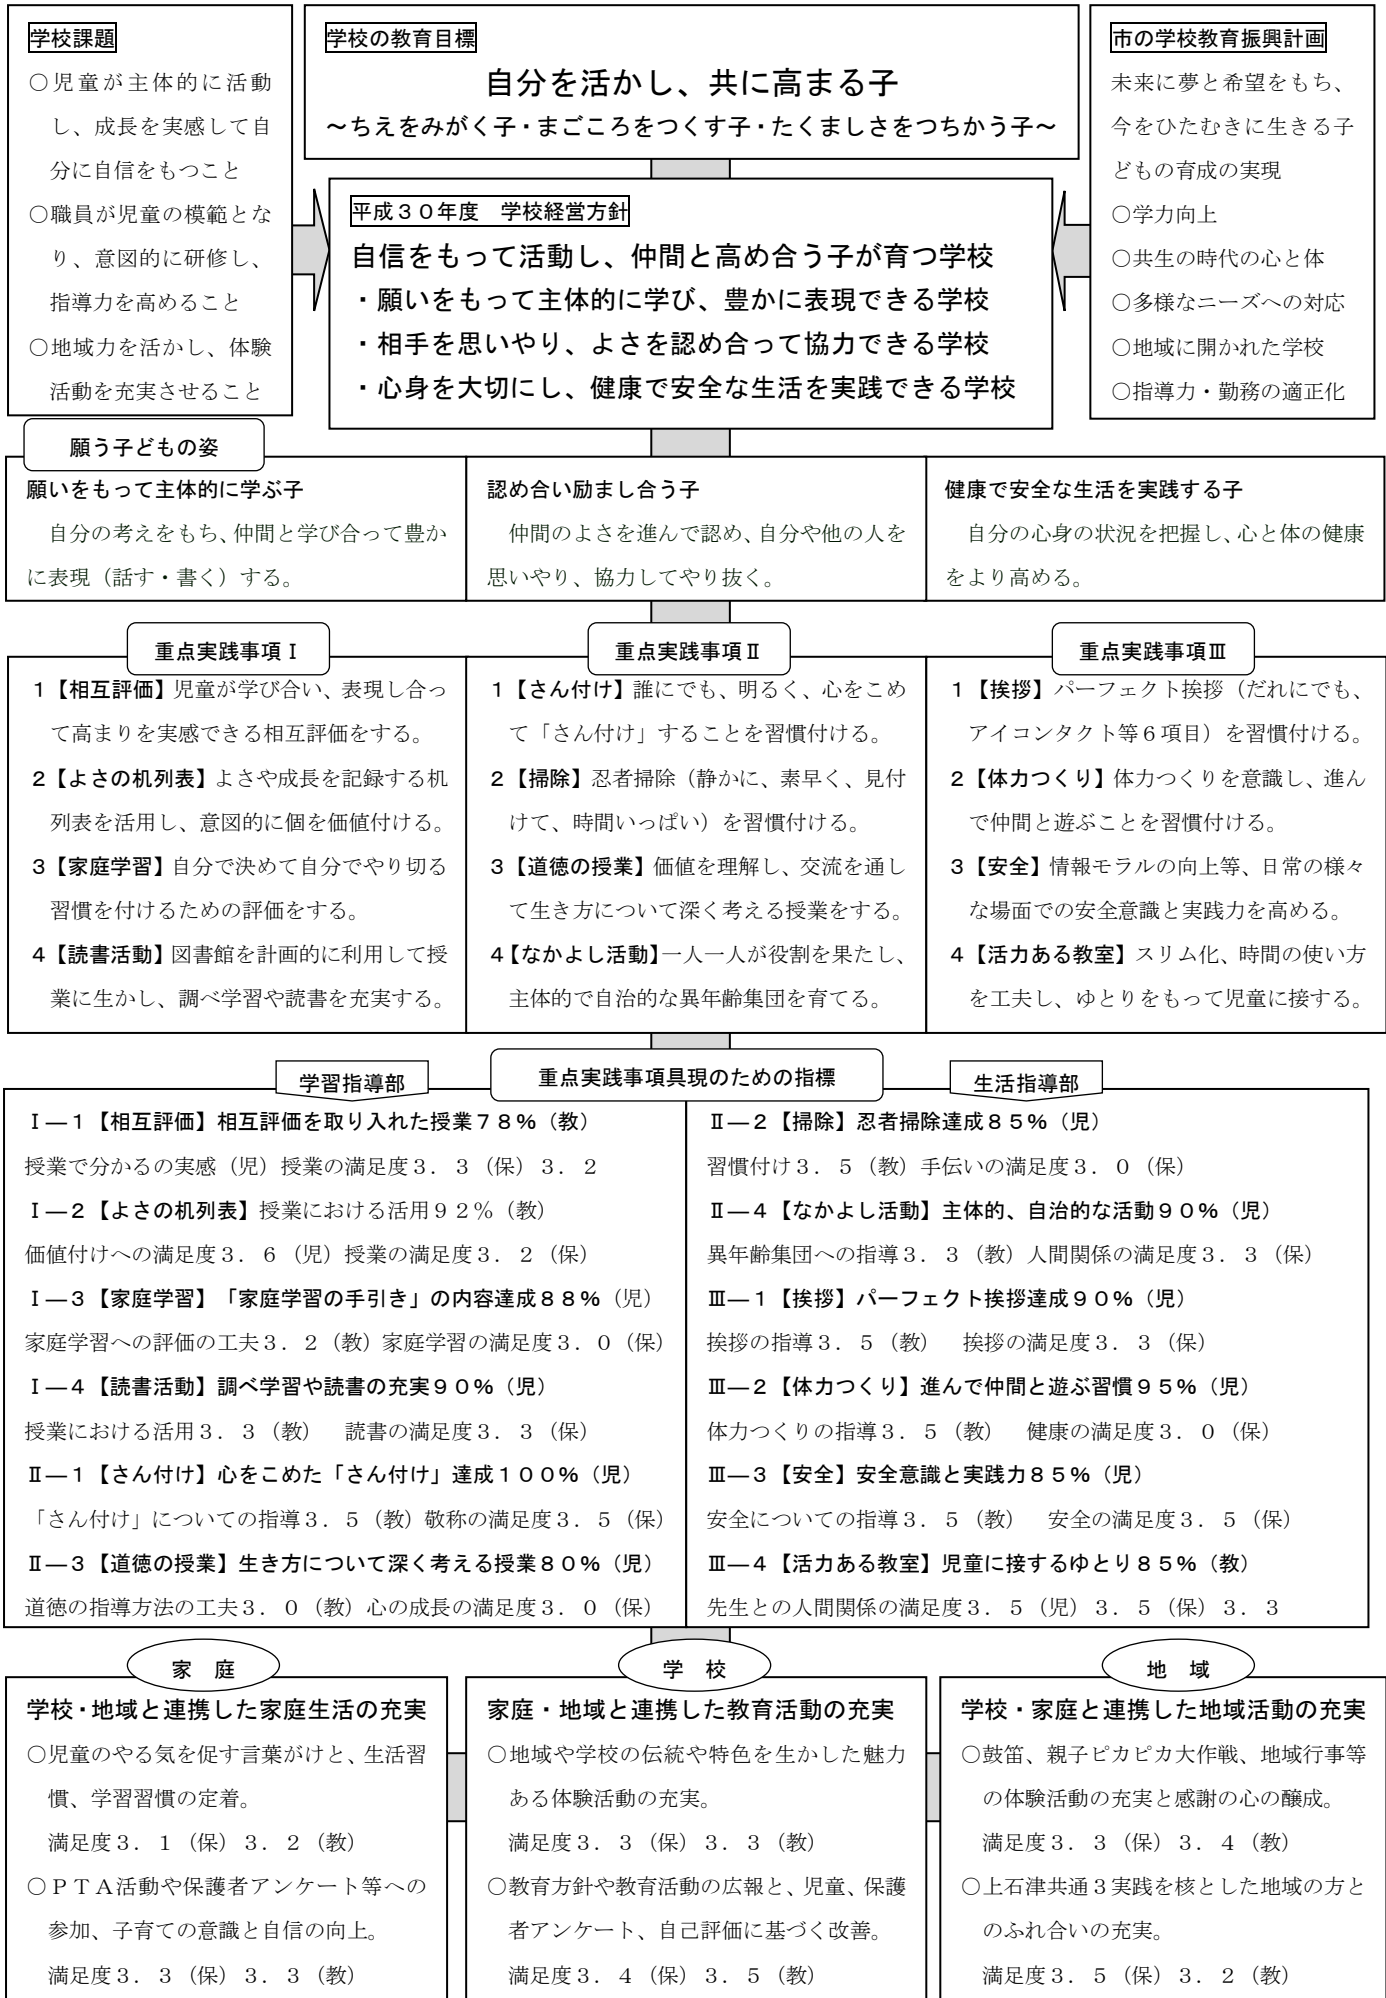 学校課題
○児童が主体的に活動
し、成長を実感して自
分に自信をもつこと
○職員が児童の模範とな
り、意図的に研修し、
指導力を高めること
○地域力を活かし、体験
活動を充実させること
学校の教育目標
自分を活かし、共に高まる子
～ちえをみがく子・まごころをつくす子・たくましさをつちかう子～
平成３０年度　学校経営方針
自信をもって活動し、仲間と高め合う子が育つ学校
・願いをもって主体的に学び、豊かに表現できる学校
・相手を思いやり、よさを認め合って協力できる学校
・心身を大切にし、健康で安全な生活を実践できる学校
市の学校教育振興計画
未来に夢と希望をもち、
今をひたむきに生きる子
どもの育成の実現
○学力向上
○共生の時代の心と体
○多様なニーズへの対応
○地域に開かれた学校
○指導力・勤務の適正化
願う子どもの姿
願いをもって主体的に学ぶ子
自分の考えをもち、仲間と学び合って豊か
に表現（話す・書く）する。
認め合い励まし合う子
仲間のよさを進んで認め、自分や他の人を
思いやり、協力してやり抜く。
健康で安全な生活を実践する子
自分の心身の状況を把握し、心と体の健康
をより高める。
重点実践事項Ⅰ
１【相互評価】児童が学び合い、表現し合っ
て高まりを実感できる相互評価をする。
２【よさの机列表】よさや成長を記録する机
列表を活用し、意図的に個を価値付ける。
３【家庭学習】自分で決めて自分でやり切る
習慣を付けるための評価をする。
４【読書活動】図書館を計画的に利用して授
業に生かし、調べ学習や読書を充実する。
重点実践事項Ⅱ
１【さん付け】誰にでも、明るく、心をこめ
て「さん付け」することを習慣付ける。
２【掃除】忍者掃除（静かに、素早く、見付
けて、時間いっぱい）を習慣付ける。
３【道徳の授業】価値を理解し、交流を通し
て生き方について深く考える授業をする。
４【なかよし活動】一人一人が役割を果たし、
主体的で自治的な異年齢集団を育てる。
重点実践事項Ⅲ
１【挨拶】パーフェクト挨拶（だれにでも、
アイコンタクト等６項目）を習慣付ける。
２【体力つくり】体力つくりを意識し、進ん
で仲間と遊ぶことを習慣付ける。
３【安全】情報モラルの向上等、日常の様々
な場面での安全意識と実践力を高める。
４【活力ある教室】スリム化、時間の使い方
を工夫し、ゆとりをもって児童に接する。
重点実践事項具現のための指標
学習指導部
Ⅰ―１【相互評価】相互評価を取り入れた授業７８％（教）
授業で分かるの実感（児）授業の満足度３．３（保）３．２
Ⅰ―２【よさの机列表】授業における活用９２％（教）
価値付けへの満足度３．６（児）授業の満足度３．２（保）
Ⅰ―３【家庭学習】「家庭学習の手引き」の内容達成８８％（児）
家庭学習への評価の工夫３．２（教）家庭学習の満足度３．０（保）
Ⅰ―４【読書活動】調べ学習や読書の充実９０％（児）
授業における活用３．３（教）　読書の満足度３．３（保）
Ⅱ―１【さん付け】心をこめた「さん付け」達成１００％（児）
「さん付け」についての指導３．５（教）敬称の満足度３．５（保）
Ⅱ―３【道徳の授業】生き方について深く考える授業８０％（児）
道徳の指導方法の工夫３．０（教）心の成長の満足度３．０（保）
生活指導部
Ⅱ―２【掃除】忍者掃除達成８５％（児）
習慣付け３．５（教）手伝いの満足度３．０（保）
Ⅱ―４【なかよし活動】主体的、自治的な活動９０％（児）
異年齢集団への指導３．３（教）人間関係の満足度３．３（保）
Ⅲ―１【挨拶】パーフェクト挨拶達成９０％（児）
挨拶の指導３．５（教）　挨拶の満足度３．３（保）
Ⅲ―２【体力つくり】進んで仲間と遊ぶ習慣９５％（児）
体力つくりの指導３．５（教）　健康の満足度３．０（保）
Ⅲ―３【安全】安全意識と実践力８５％（児）
安全についての指導３．５（教）　安全の満足度３．５（保）
Ⅲ―４【活力ある教室】児童に接するゆとり８５％（教）
先生との人間関係の満足度３．５（児）３．５（保）３．３
家　庭
学校・地域と連携した家庭生活の充実
○児童のやる気を促す言葉がけと、生活習
慣、学習習慣の定着。
満足度３．１（保）３．２（教）
○ＰＴＡ活動や保護者アンケート等への
参加、子育ての意識と自信の向上。
満足度３．３（保）３．３（教）
学　校
家庭・地域と連携した教育活動の充実
○地域や学校の伝統や特色を生かした魅力
ある体験活動の充実。
満足度３．３（保）３．３（教）
○教育方針や教育活動の広報と、児童、保護
者アンケート、自己評価に基づく改善。
満足度３．４（保）３．５（教）
地　域
学校・家庭と連携した地域活動の充実
○鼓笛、親子ピカピカ大作戦、地域行事等
の体験活動の充実と感謝の心の醸成。
満足度３．３（保）３．４（教）
○上石津共通３実践を核とした地域の方と
のふれ合いの充実。
満足度３．５（保）３．２（教）